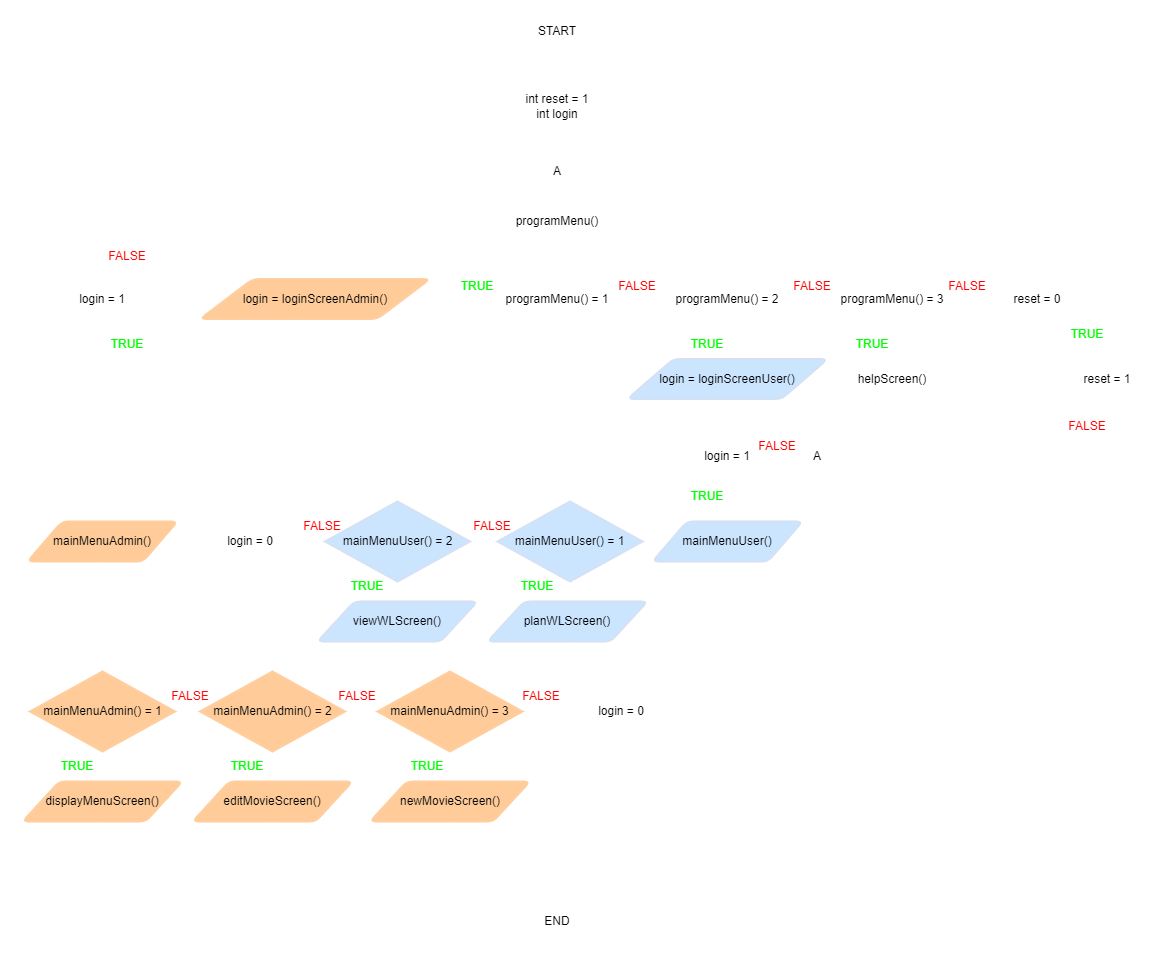 START
int reset = 1
int login
A
programMenu()
FALSE
login = 1
login = loginScreenAdmin()
TRUE
programMenu() = 1
FALSE
programMenu() = 2
FALSE
programMenu() = 3
FALSE
reset = 0
TRUE
TRUE
TRUE
TRUE
login = loginScreenUser()
helpScreen()
reset = 1
FALSE
login = 1
FALSE
A
TRUE
mainMenuAdmin()
login = 0
FALSE
mainMenuUser() = 2
FALSE
mainMenuUser() = 1
mainMenuUser()
TRUE
TRUE
viewWLScreen()
planWLScreen()
mainMenuAdmin() = 1
FALSE
mainMenuAdmin() = 2
FALSE
mainMenuAdmin() = 3
FALSE
login = 0
TRUE
TRUE
TRUE
displayMenuScreen()
editMovieScreen()
newMovieScreen()
END